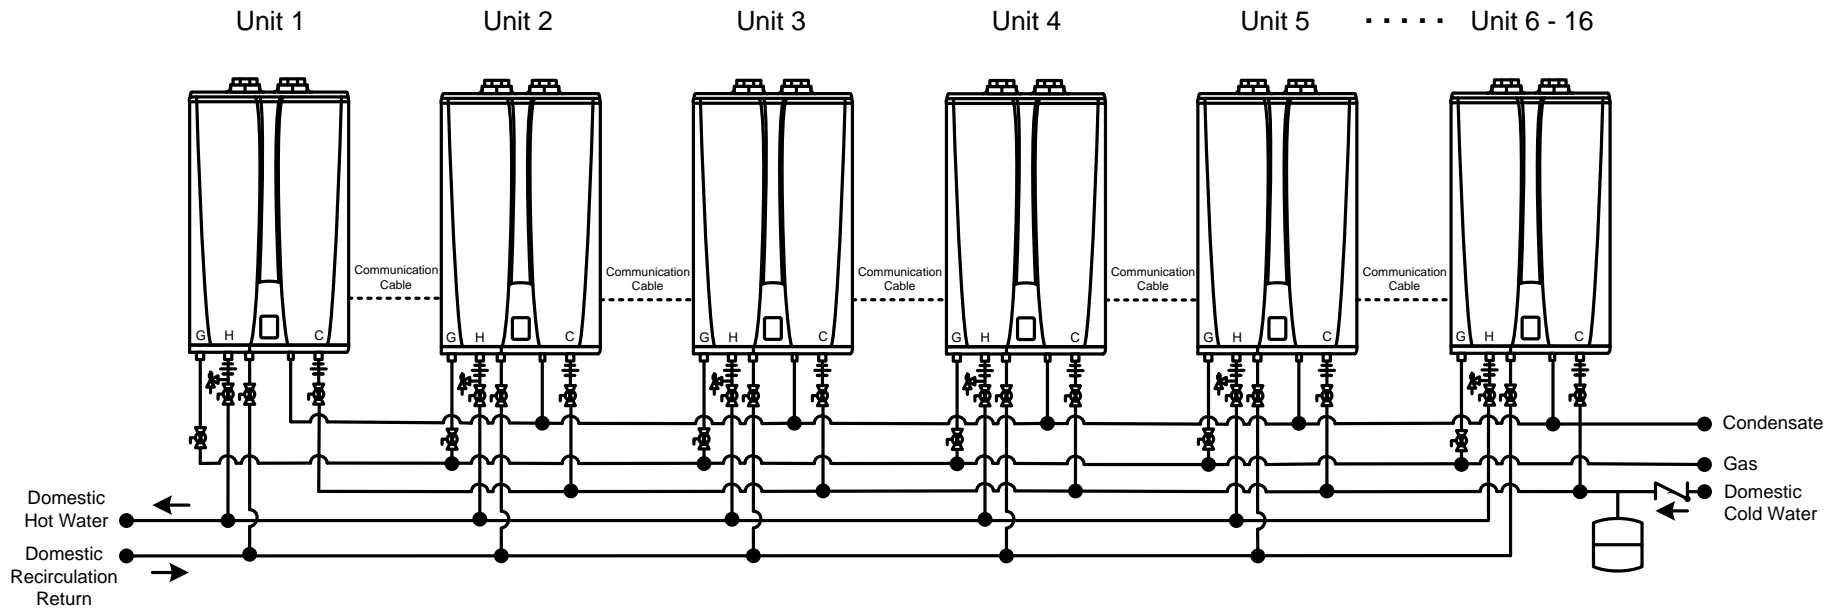 Unit 1
Unit 2
Unit 3
Unit 4
Unit 5
.....
Unit 6 - 16
Communication
Cable
Communication
Cable
Communication
Cable
Communication
Cable
Communication
Cable
G H C
G H C
G H C
G H C
G H C
G H C
Condensate
Gas
Domestic
Cold Water
Domestic
Hot Water
Domestic
Recirculation
Return